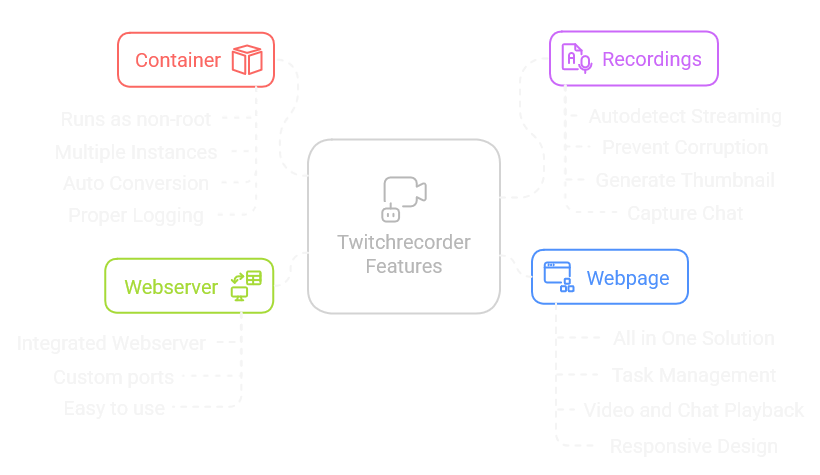 Container
Runs as non-root
Multiple Instances
Auto Conversion
Proper Logging
Recordings
Autodetect Streaming
Prevent Corruption
Generate Thumbnail
Capture Chat
Twitchrecorder
Features
Webserver
Integrated Webserver
Custom ports
Easy to use
Webpage
All in One Solution
Task Management
Video and Chat Playback
Responsive Design